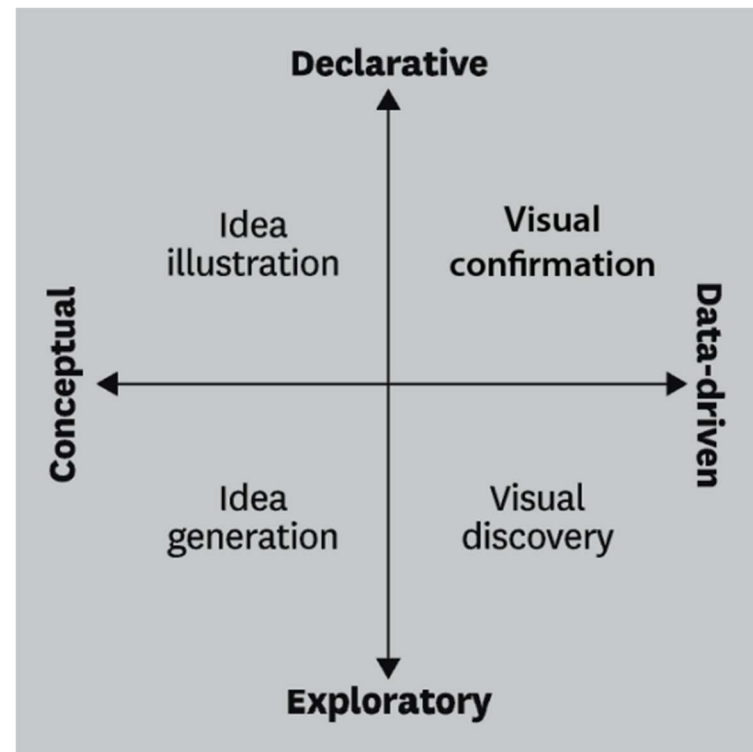 Declarative
Idea
illustration
Visual
confirmation
Conceptual
Data-driven
Idea
generation
Visual
discovery
Exploratory